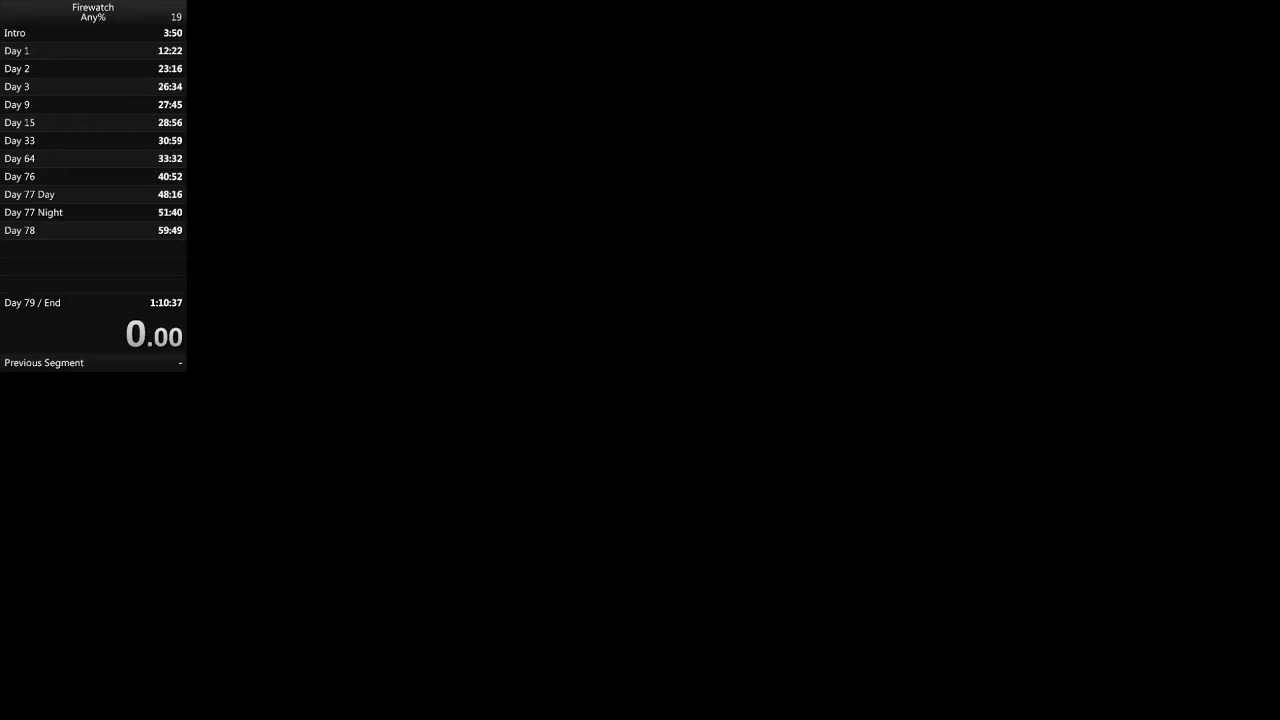 Firewatch
Any% 19
Intro 3:50
Day 1 12:22
Day 2 23:16
Day 3 26:34
Day 9 27:45
Day 15 28:56
Day 33 30:59
Day 64 33:32
Day 76 40:52
Day 77 Day 48:16
Day 77 Night 51:40
Day 78 59:49
Day 79 / End 1:10:37
0.00
Previous Segment -